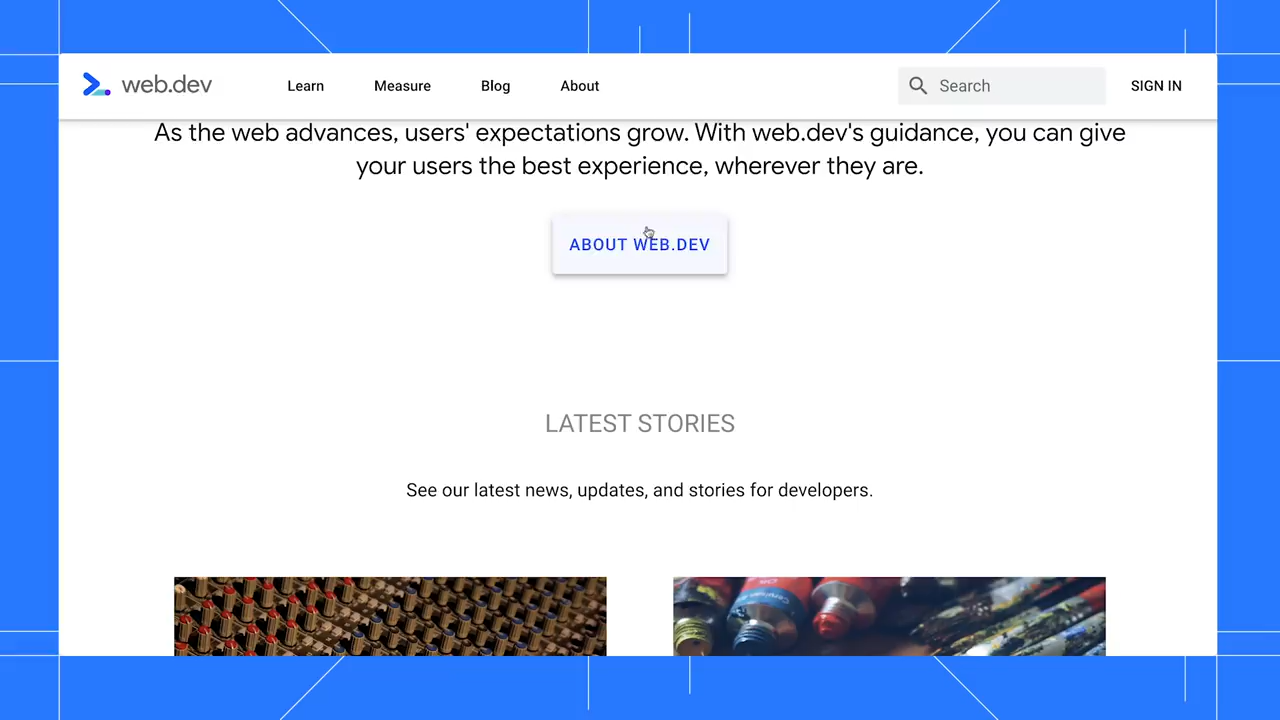 web.dev
Learn
Measure
Blog
About
Search
SIGN IN
As the web advances, users' expectations grow. With web.dev's guidance, you can give
your users the best experience, wherever they are.
ABOUT WEB.DEV
LATEST STORIES
See our latest news, updates, and stories for developers.